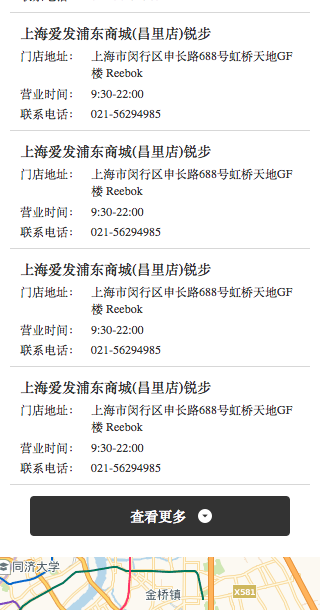 上海爱发浦东商城(昌里店)锐步
门店地址： 上海市闵行区申长路688号虹桥天地GF
楼 Reebok
营业时间： 9:30-22:00
联系电话： 021-56294985
上海爱发浦东商城(昌里店)锐步
门店地址： 上海市闵行区申长路688号虹桥天地GF
楼 Reebok
营业时间： 9:30-22:00
联系电话： 021-56294985
上海爱发浦东商城(昌里店)锐步
门店地址： 上海市闵行区申长路688号虹桥天地GF
楼 Reebok
营业时间： 9:30-22:00
联系电话： 021-56294985
上海爱发浦东商城(昌里店)锐步
门店地址： 上海市闵行区申长路688号虹桥天地GF
楼 Reebok
营业时间： 9:30-22:00
联系电话： 021-56294985
查看更多
同济大学
X581
金桥镇